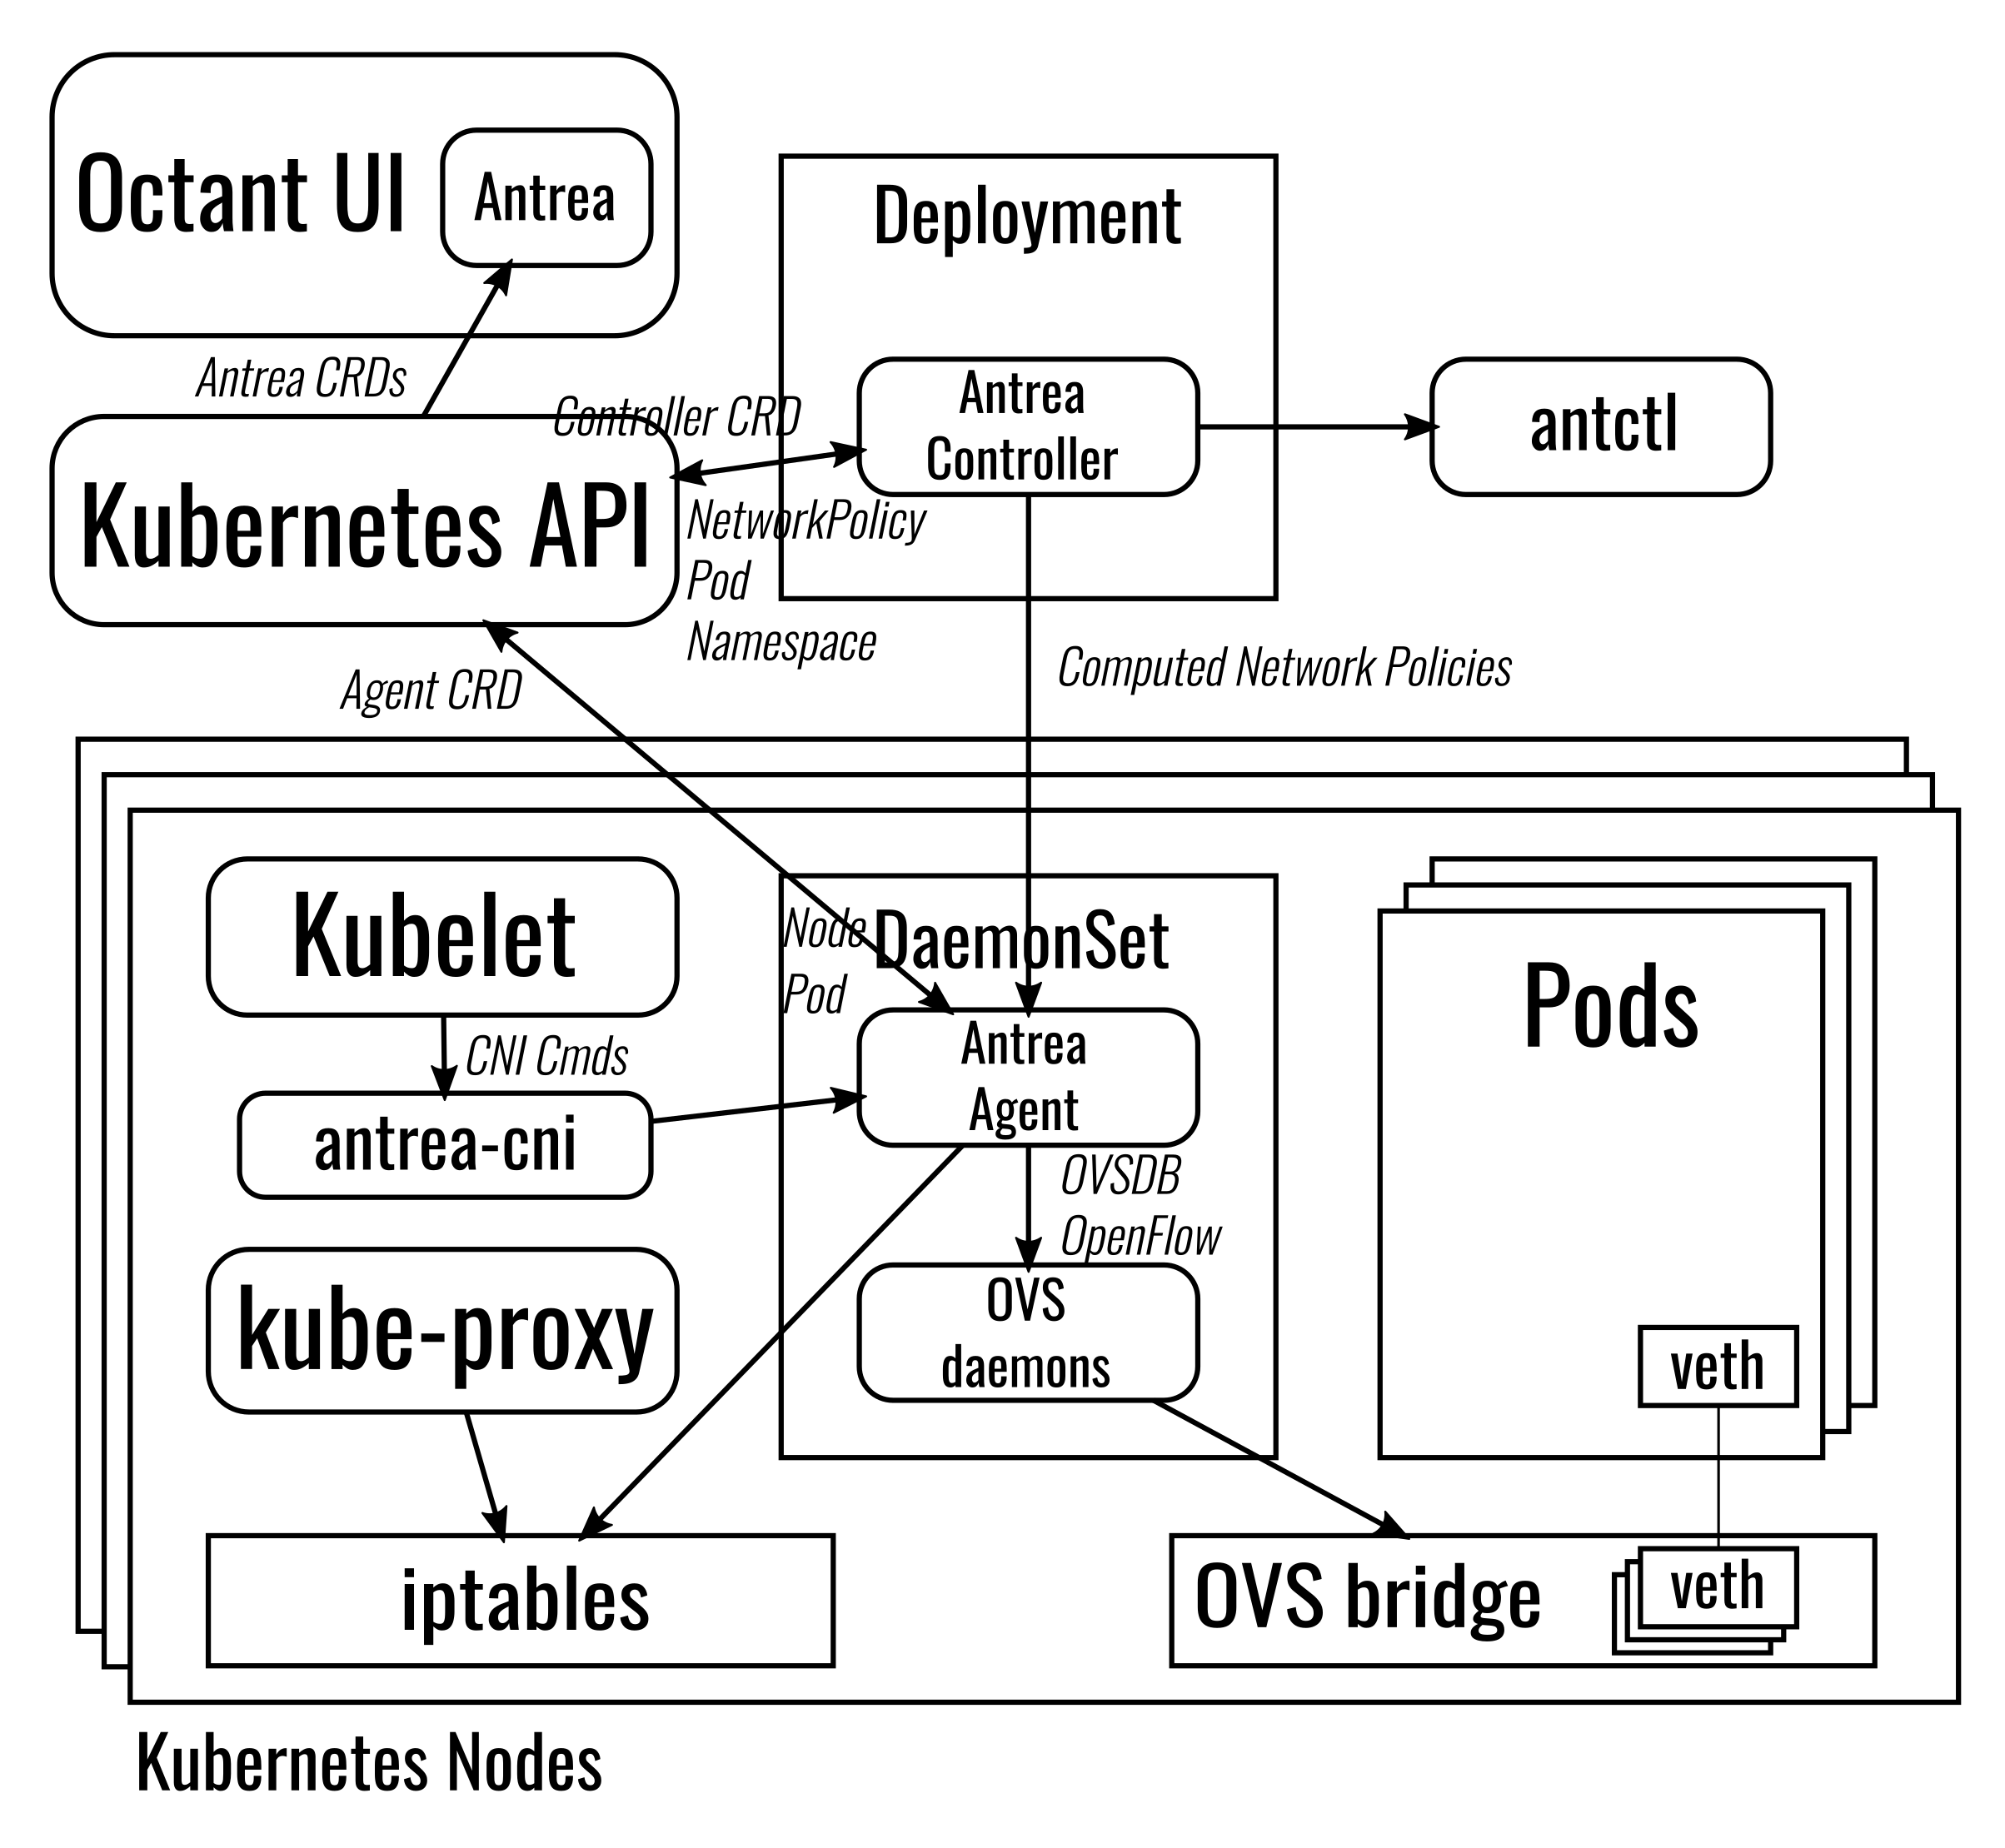 Octant UI
Antrea
Deployment
Antrea CRDs
Controller CRD
Antrea
Controller
antctl
Kubernetes API
NetworkPolicy
Pod
Namespace
Computed Network Policies
Agent CRD
Kubelet
Node
DaemonSet
Pod
Pods
CNI Cmds
Antrea
Agent
antrea-cni
OVSDB
OpenFlow
kube-proxy
OVS
daemons
veth
iptables
OVS bridge
veth
Kubernetes Nodes